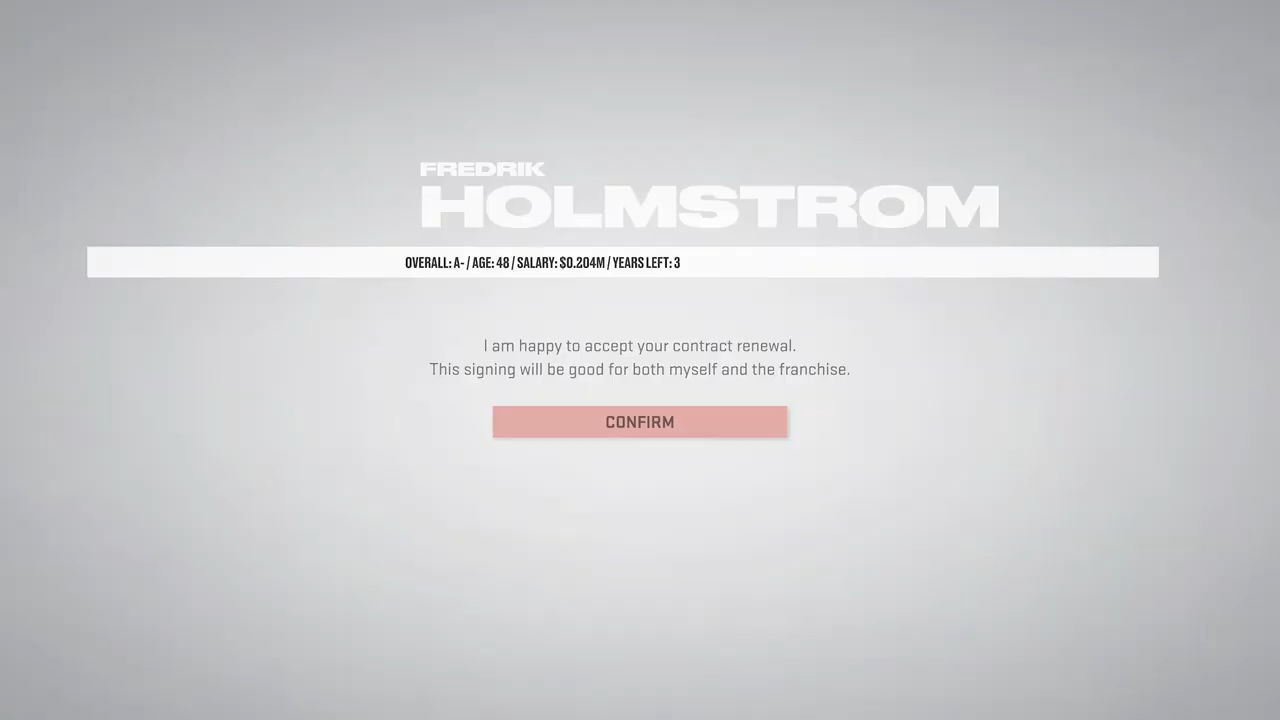 FREDRIK
HOLMSTROM
OVERALL: A- / AGE: 48 / SALARY: $0.204M / YEARS LEFT: 3
I am happy to accept your contract renewal.
This signing will be good for both myself and the franchise.
CONFIRM